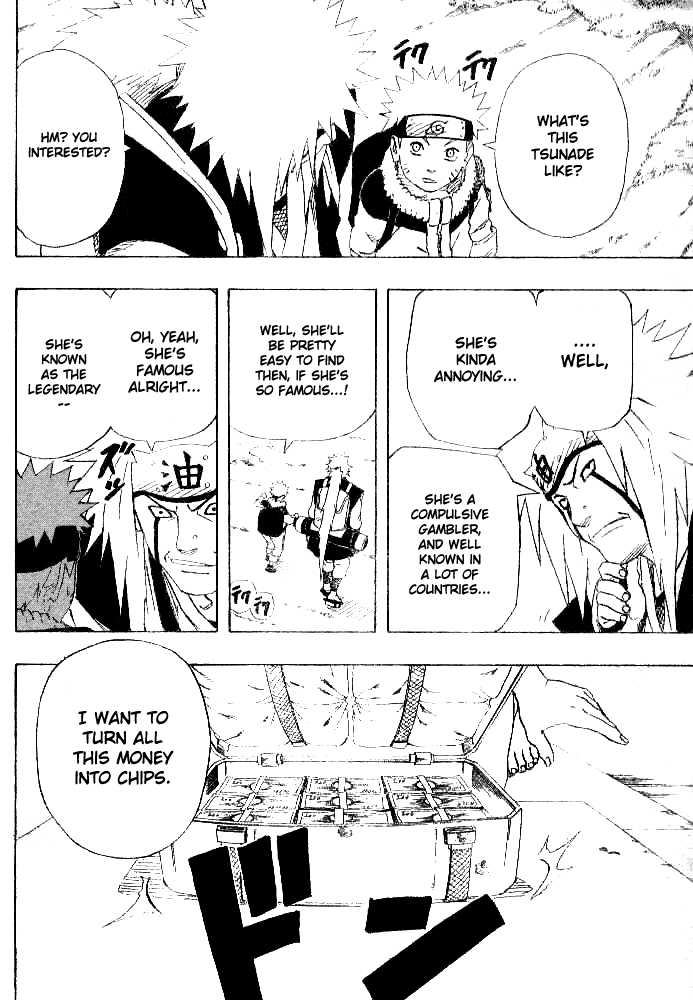 WHAT'S
THIS
TSUNADE
LIKE?
テク
テク
HM? YOU
INTERESTED?
....
WELL,
SHE'S
KINDA
ANNOYING...
SHE'S A
COMPULSIVE
GAMBLER,
AND WELL
KNOWN IN
A LOT OF
COUNTRIES...
WELL, SHE'LL
BE PRETTY
EASY TO FIND
THEN, IF SHE'S
SO FAMOUS...!
テク
テク
OH, YEAH,
SHE'S
FAMOUS
ALRIGHT...
SHE'S
KNOWN
AS THE
LEGENDARY
--
ズズッ
油
I WANT TO
TURN ALL
THIS MONEY
INTO CHIPS.
ドン